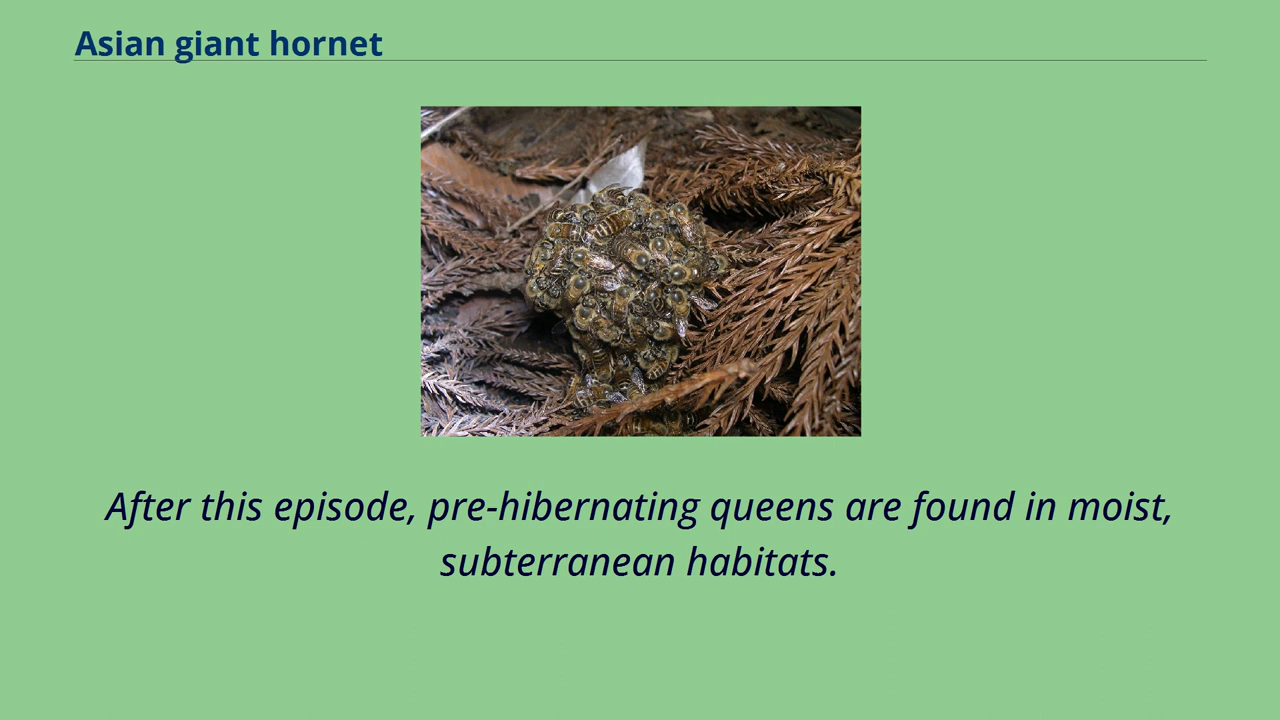 Asian giant hornet
After this episode, pre-hibernating queens are found in moist,
subterranean habitats.